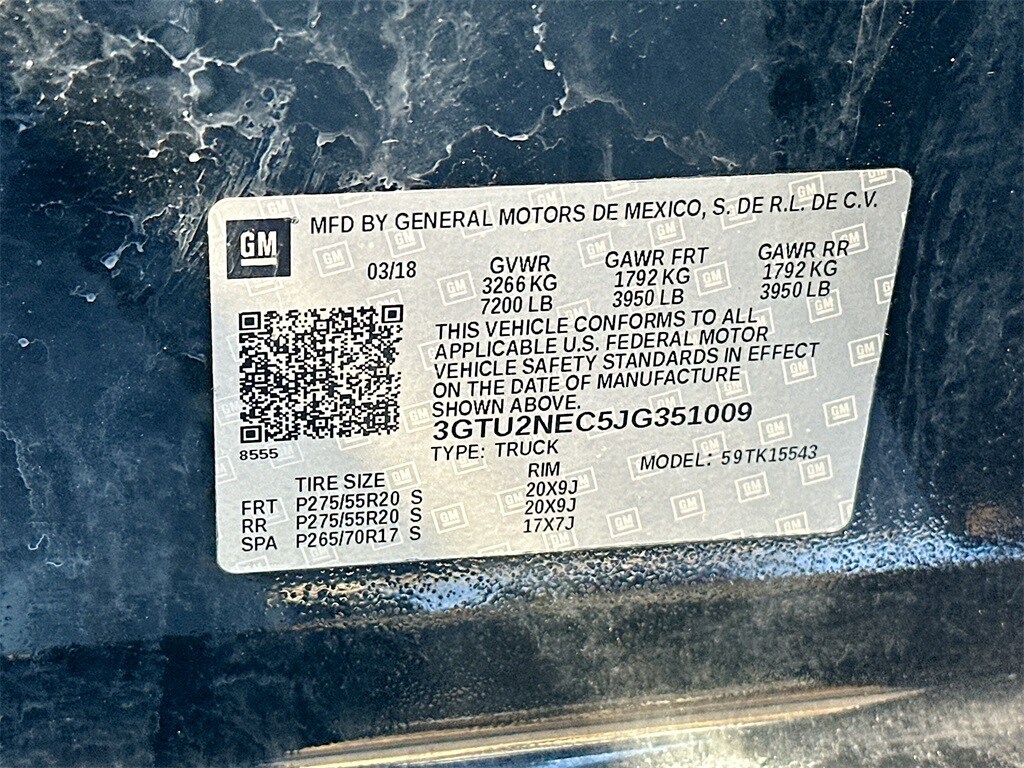 GM
MFD BY GENERAL MOTORS DE MEXICO, S. DE R.L. DE C.V.
03/18
GVWR GAWR FRT GAWR RR
3266 KG 1792 KG 1792 KG
7200 LB 3950 LB 3950 LB
THIS VEHICLE CONFORMS TO ALL
APPLICABLE U.S. FEDERAL MOTOR
VEHICLE SAFETY STANDARDS IN EFFECT
ON THE DATE OF MANUFACTURE
SHOWN ABOVE.
3GTU2NEC5JG351009
8555
TYPE: TRUCK MODEL: 59TK15543
TIRE SIZE RIM
FRT P275/55R20 S 20X9J
RR P275/55R20 S 20X9J
SPA P265/70R17 S 17X7J